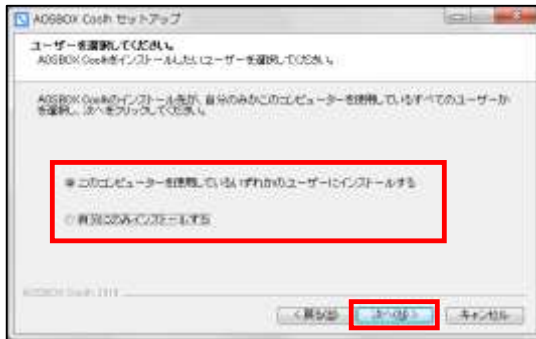 AOSBOX Cosh セットアップ
ユーザーを選択してください。
AOSBOX Coshをインストールしたいユーザーを選択してください。
AOSBOX Coshのインストール先が、自分のみかこのコンピューターを使用しているすべてのユーザーか
を選択し、次へをクリックしてください。
このコンピューターを使用しているいずれかのユーザーにインストールする
自分にのみインストールする
AOSBOX Cosh
< 戻る(B)
次へ(N) >
キャンセル